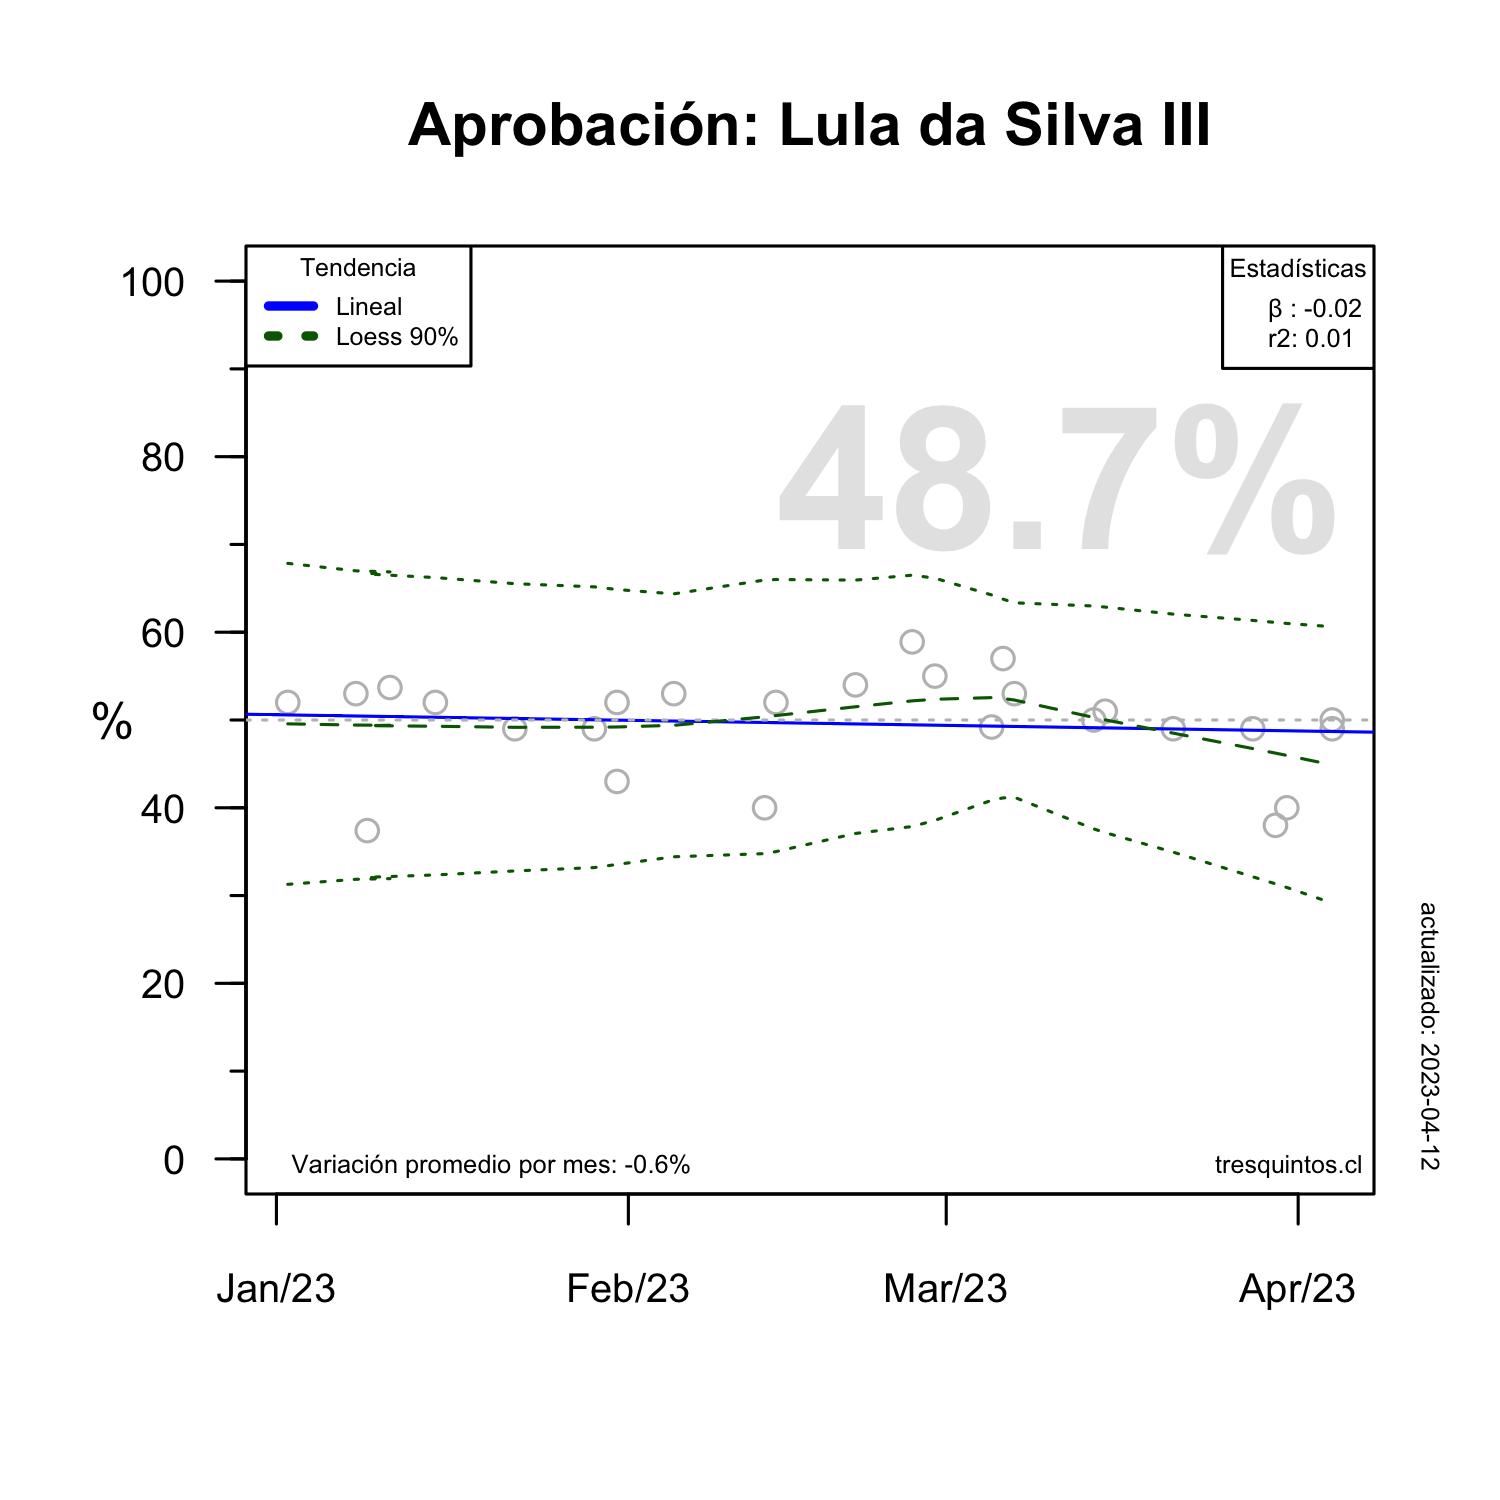 Aprobación: Lula da Silva III
Tendencia
Lineal
Loess 90%
Estadísticas
β : -0.02
r2: 0.01
48.7%
100
80
60
40
20
0
%
Variación promedio por mes: -0.6%
tresquintos.cl
actualizado: 2023-04-12
Jan/23
Feb/23
Mar/23
Apr/23